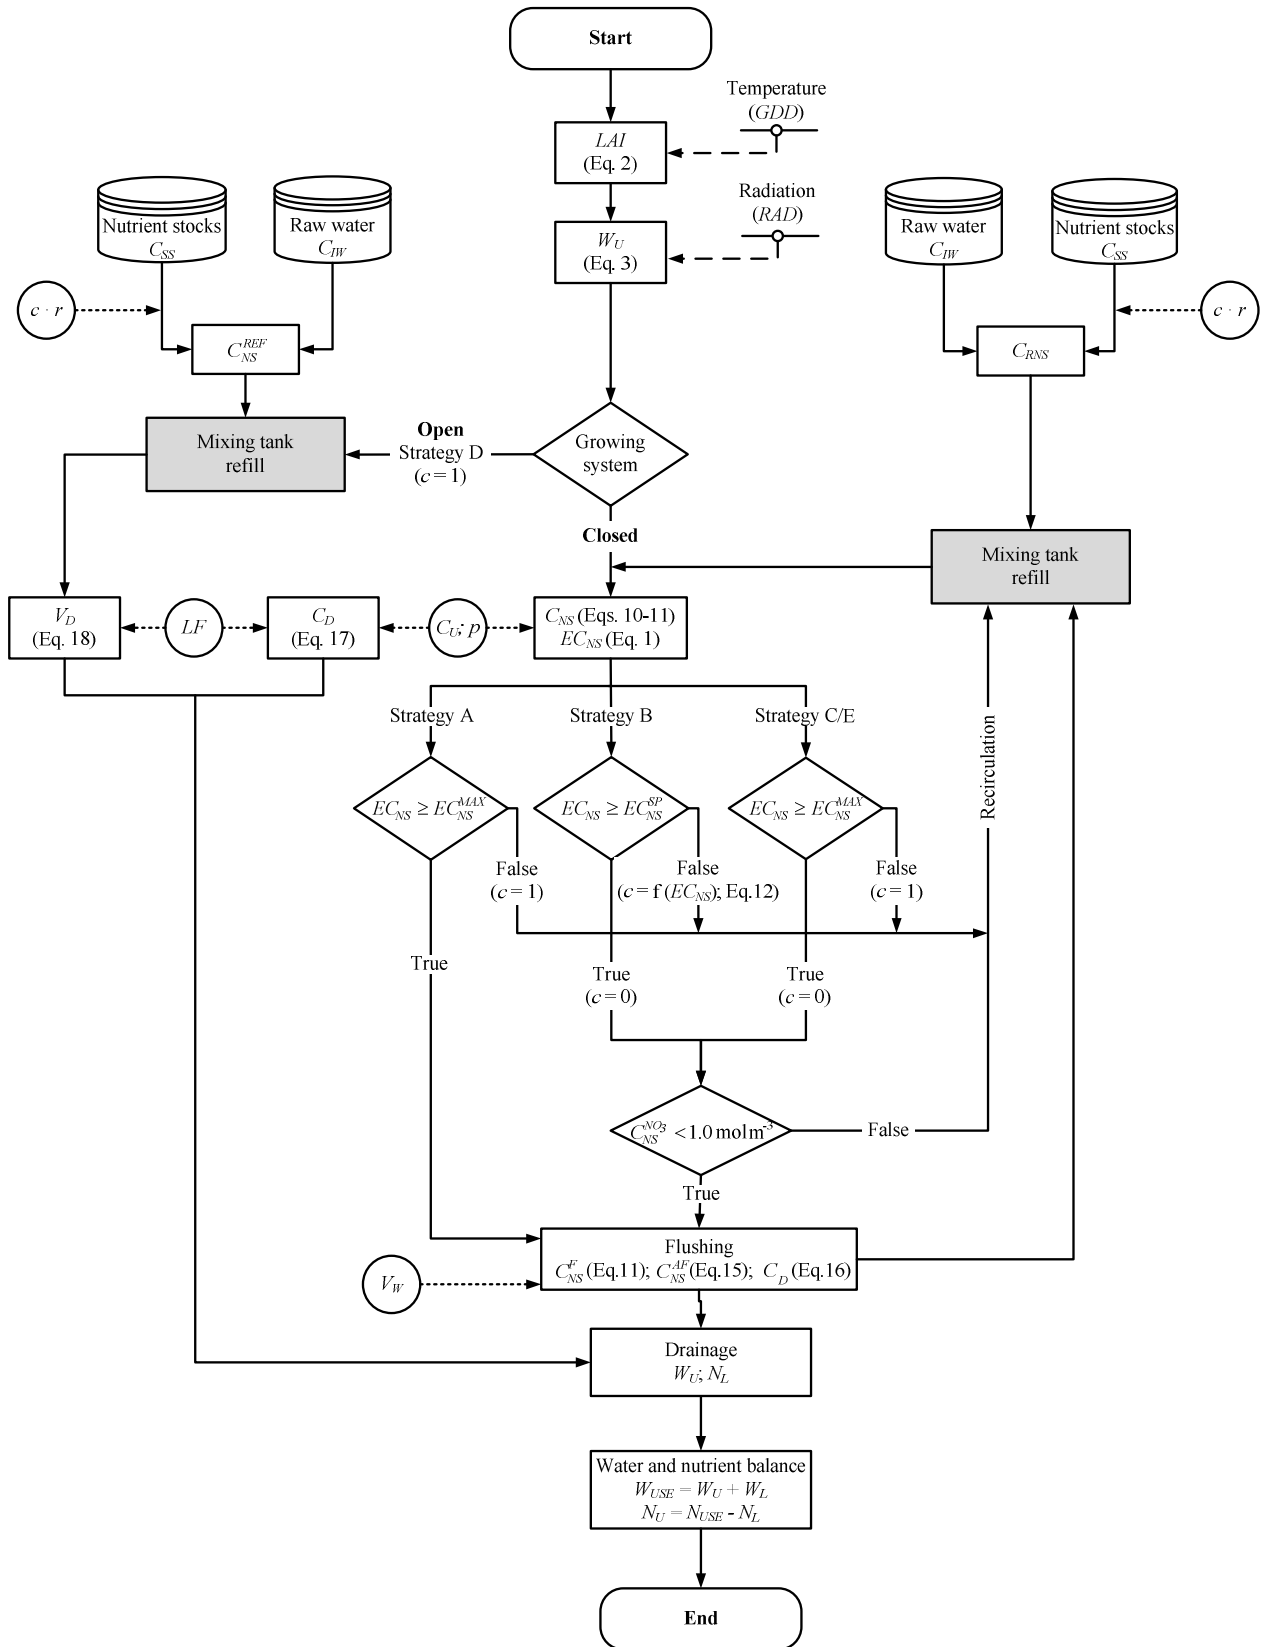 Start
Temperature
(GDD)
LAI
(Eq. 2)
Radiation
(RAD)
W_U
(Eq. 3)
Nutrient stocks
C_SS
Raw water
C_IW
Raw water
C_IW
Nutrient stocks
C_SS
c · r
c · r
C_NS^REF
C_RNS
Mixing tank
refill
Open
Strategy D
(c = 1)
Growing
system
Closed
Mixing tank
refill
V_D
(Eq. 18)
LF
C_D
(Eq. 17)
C_U; p
C_NS (Eqs. 10-11)
EC_NS (Eq. 1)
Strategy A
Strategy B
Strategy C/E
Recirculation
EC_NS ≥ EC_NS^MAX
EC_NS ≥ EC_NS^SP
EC_NS ≥ EC_NS^MAX
False
(c = 1)
False
(c = f (EC_NS); Eq.12)
False
(c = 1)
True
True
(c = 0)
True
(c = 0)
C_NS^NO3 < 1.0 mol m^-3
False
True
Flushing
C_NS^F (Eq.11); C_NS^AF (Eq.15); C_D (Eq.16)
V_W
Drainage
W_U; N_L
Water and nutrient balance
W_USE = W_U + W_L
N_U = N_USE - N_L
End